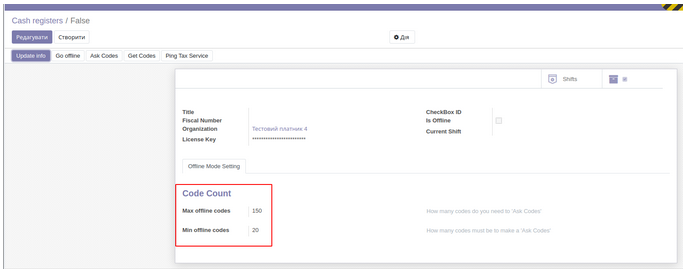 Cash registers / False
Редагувати Створити Дія
Update Info Go offline Ask Codes Get Codes Ping Tax Service
Shifts
Title CheckBox ID
Fiscal Number Is Offline
Organization Тестовий платник 4 Current Shift
License Key ************************
Offline Mode Setting
Code Count
Max offline codes 150 How many codes do you need to 'Ask Codes'
Min offline codes 20 How many codes must be to make a 'Ask Codes'